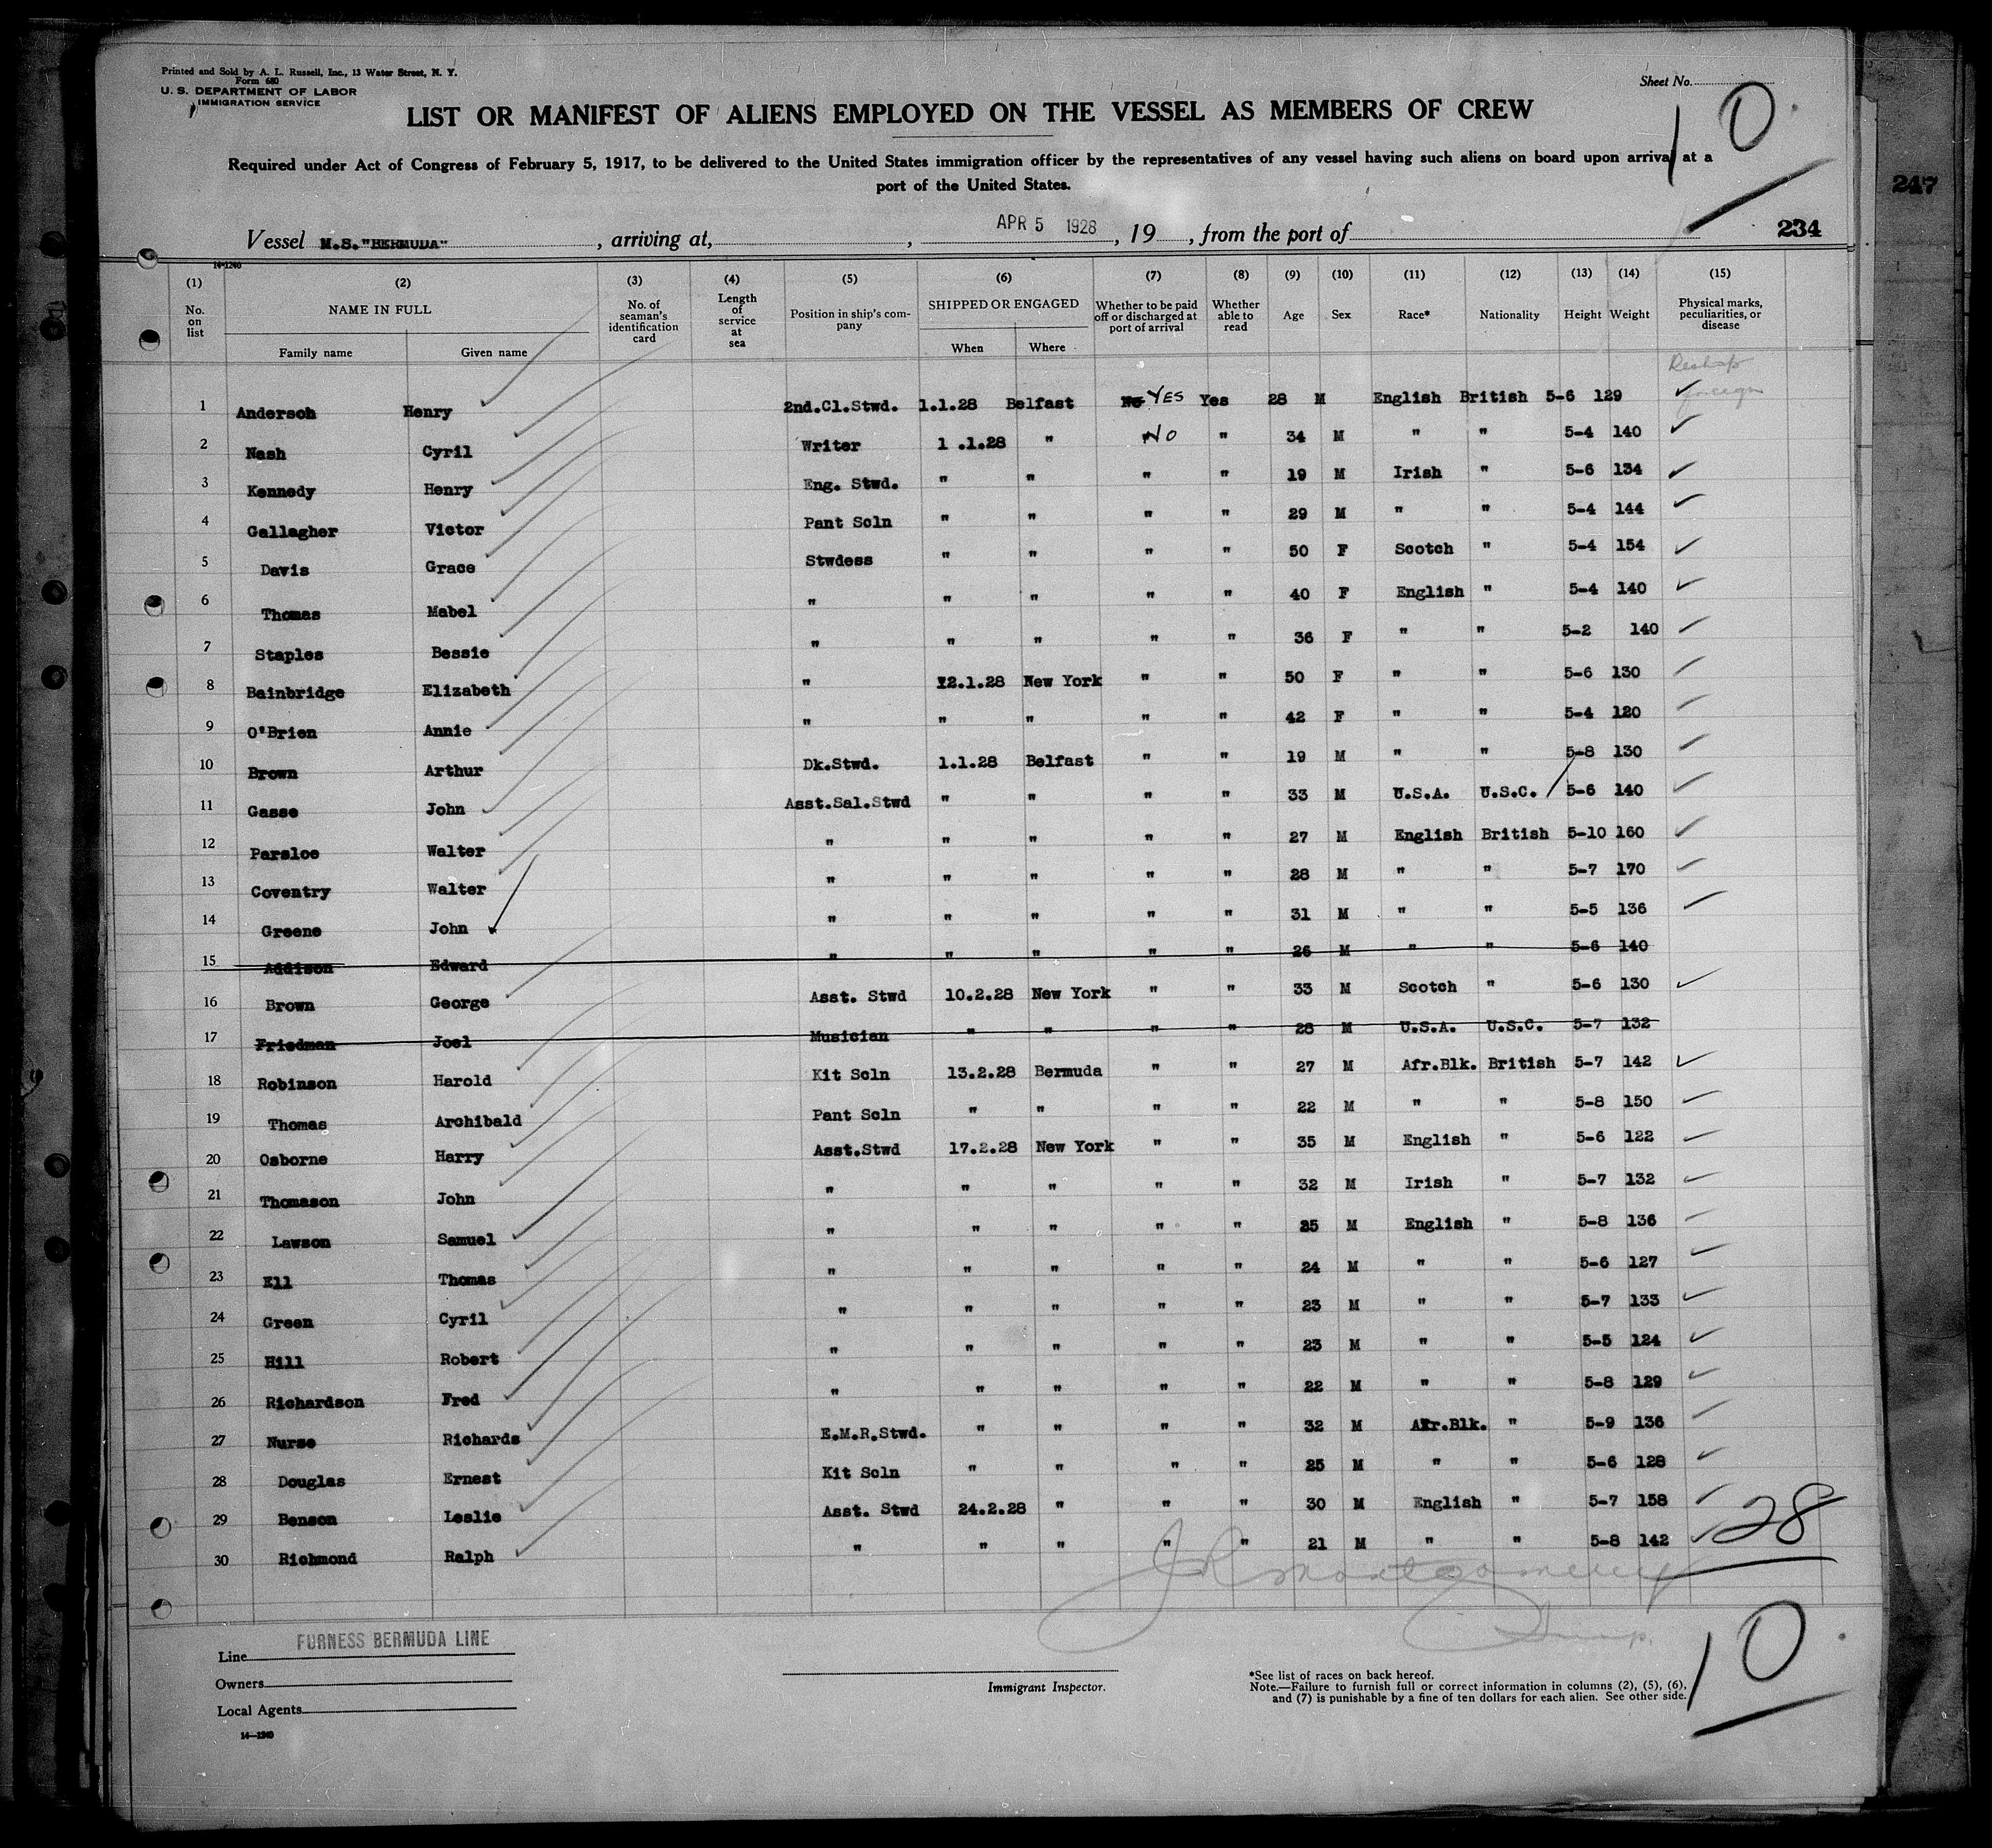 Printed and Sold by A. L. Russell, Inc., 13 Water Street, N. Y.
Form 680
U. S. DEPARTMENT OF LABOR
IMMIGRATION SERVICE
Sheet No.
10
LIST OR MANIFEST OF ALIENS EMPLOYED ON THE VESSEL AS MEMBERS OF CREW
Required under Act of Congress of February 5, 1917, to be delivered to the United States immigration officer by the representatives of any vessel having such aliens on board upon arrival at a
port of the United States.
247
Vessel M.S."BERMUDA", arriving at, , APR 5 1928, 19 , from the port of 234
14-1240
(1) (2) (3) (4) (5) (6) (7) (8) (9) (10) (11) (12) (13) (14) (15)
No. on list NAME IN FULL Family name Given name No. of seaman's identification card Length of service at sea Position in ship's company SHIPPED OR ENGAGED When Where Whether to be paid off or discharged at port of arrival Whether able to read Age Sex Race* Nationality Height Weight Physical marks, peculiarities, or disease
Reship
foreign
1 Anderson Henry 2nd.Cl.Stwd. 1.1.28 Belfast No YES Yes 28 M English British 5-6 129
2 Nash Cyril Writer 1 .1.28 " NO " 34 M " " 5-4 140
3 Kennedy Henry Eng. Stwd. " " " " 19 M Irish " 5-6 134
4 Gallagher Victor Pant Scln " " " " 29 M " " 5-4 144
5 Davis Grace Stwdess " " " " 50 F Scotch " 5-4 154
6 Thomas Mabel " " " " " 40 F English " 5-4 140
7 Staples Bessie " " " " " 36 F " " 5-2 140
8 Bainbridge Elizabeth " 12.1.28 New York " " 50 F " " 5-6 130
9 O'Brien Annie " " " " " 42 F " " 5-4 120
10 Brown Arthur Dk.Stwd. 1.1.28 Belfast " " 19 M " " 5-8 130
11 Gasse John Asst.Sal.Stwd " " " " 33 M U.S.A. U.S.C. 5-6 140
12 Parsloe Walter " " " " " 27 M English British 5-10 160
13 Coventry Walter " " " " " 28 M " " 5-7 170
14 Greene John " " " " " 31 M " " 5-5 136
15 Addison Edward " " " " " 26 M " " 5-6 140
16 Brown George Asst. Stwd 10.2.28 New York " " 33 M Scotch " 5-6 130
17 Friedman Joel Musician " " " " 28 M U.S.A. U.S.C. 5-7 132
18 Robinson Harold Kit Scln 13.2.28 Bermuda " " 27 M Afr.Blk. British 5-7 142
19 Thomas Archibald Pant Scln " " " " 22 M " " 5-8 150
20 Osborne Harry Asst.Stwd 17.2.28 New York " " 35 M English " 5-6 122
21 Thomason John " " " " " 32 M Irish " 5-7 132
22 Lawson Samuel " " " " " 25 M English " 5-8 136
23 Ell Thomas " " " " " 24 M " " 5-6 127
24 Green Cyril " " " " " 23 M " " 5-7 133
25 Hill Robert " " " " " 23 M " " 5-5 124
26 Richardson Fred " " " " " 22 M " " 5-8 129
27 Nurse Richards E.M.R.Stwd. " " " " 32 M Afr.Blk. " 5-9 136
28 Douglas Ernest Kit Scln " " " " 25 M " " 5-6 128
29 Benson Leslie Asst. Stwd 24.2.28 " " " 30 M English " 5-7 158
30 Richmond Ralph " " " " " 21 M " " 5-8 142
28
J R Montgomery
Line FURNESS BERMUDA LINE
Owners
Local Agents
14—1240
Immigrant Inspector.
*See list of races on back hereof.
Note.—Failure to furnish full or correct information in columns (2), (5), (6),
and (7) is punishable by a fine of ten dollars for each alien. See other side.
10